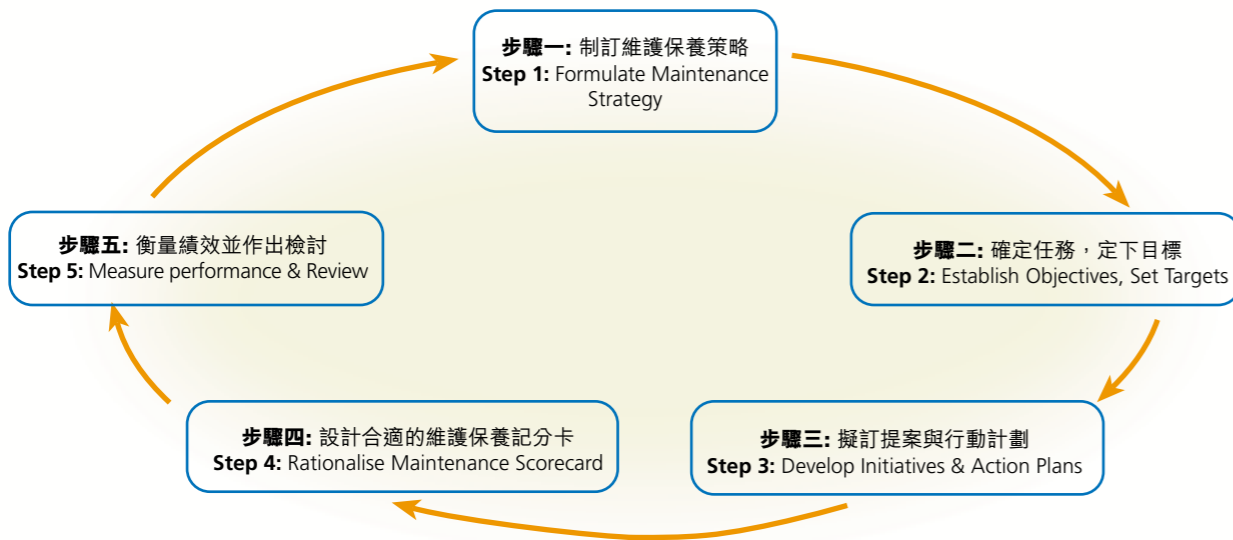 步驟一: 制訂維護保養策略
Step 1: Formulate Maintenance
Strategy
步驟二: 確定任務，定下目標
Step 2: Establish Objectives, Set Targets
步驟三: 擬訂提案與行動計劃
Step 3: Develop Initiatives & Action Plans
步驟四: 設計合適的維護保養記分卡
Step 4: Rationalise Maintenance Scorecard
步驟五: 衡量績效並作出檢討
Step 5: Measure performance & Review